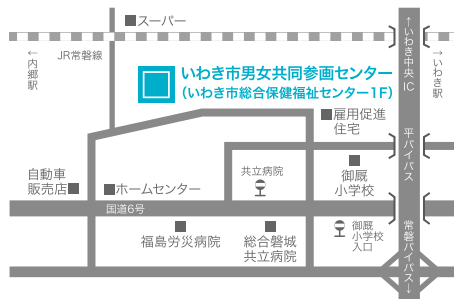 ■スーパー
JR常磐線
←内郷駅
→いわき駅
←いわき中央IC
いわき市男女共同参画センター
（いわき市総合保健福祉センター1F）
■雇用促進
住宅
平バイパス
共立病院
御厩
小学校
自動車
販売店■
■ホームセンター
国道6号
福島労災病院
総合磐城
共立病院
御厩
小学校
入口
常磐バイパス→